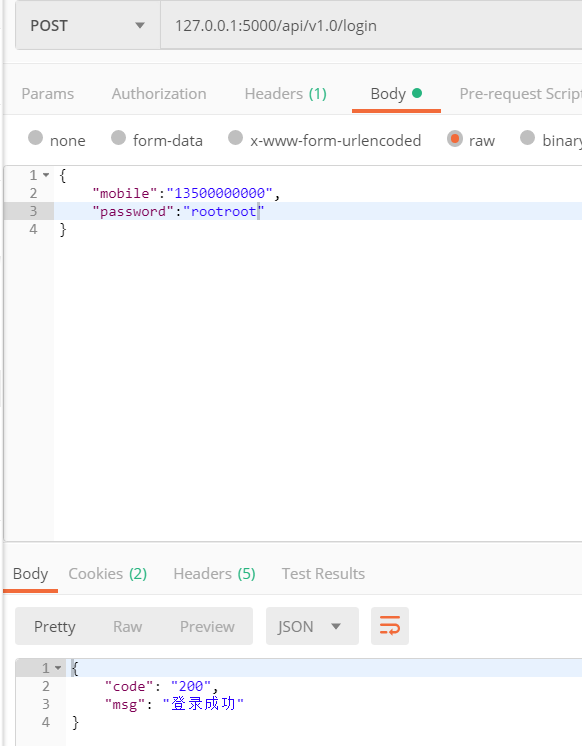 POST 127.0.0.1:5000/api/v1.0/login
Params Authorization Headers (1) Body Pre-request Script
none form-data x-www-form-urlencoded raw binary
1 {
2 "mobile":"13500000000",
3 "password":"rootroot"
4 }
Body Cookies (2) Headers (5) Test Results
Pretty Raw Preview JSON
1 {
2 "code": "200",
3 "msg": "登录成功"
4 }